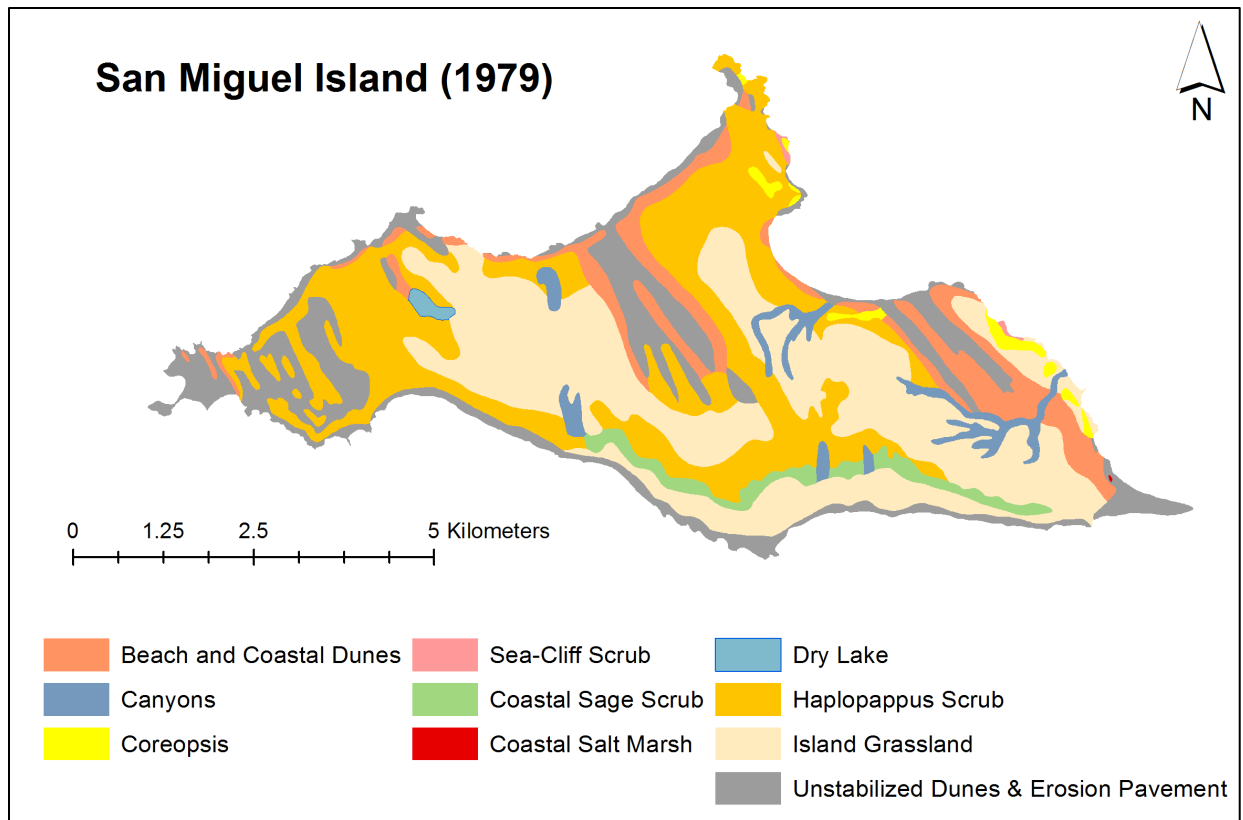 San Miguel Island (1979)
N
0 1.25 2.5 5 Kilometers
Beach and Coastal Dunes
Canyons
Coreopsis
Sea-Cliff Scrub
Coastal Sage Scrub
Coastal Salt Marsh
Dry Lake
Haplopappus Scrub
Island Grassland
Unstabilized Dunes & Erosion Pavement